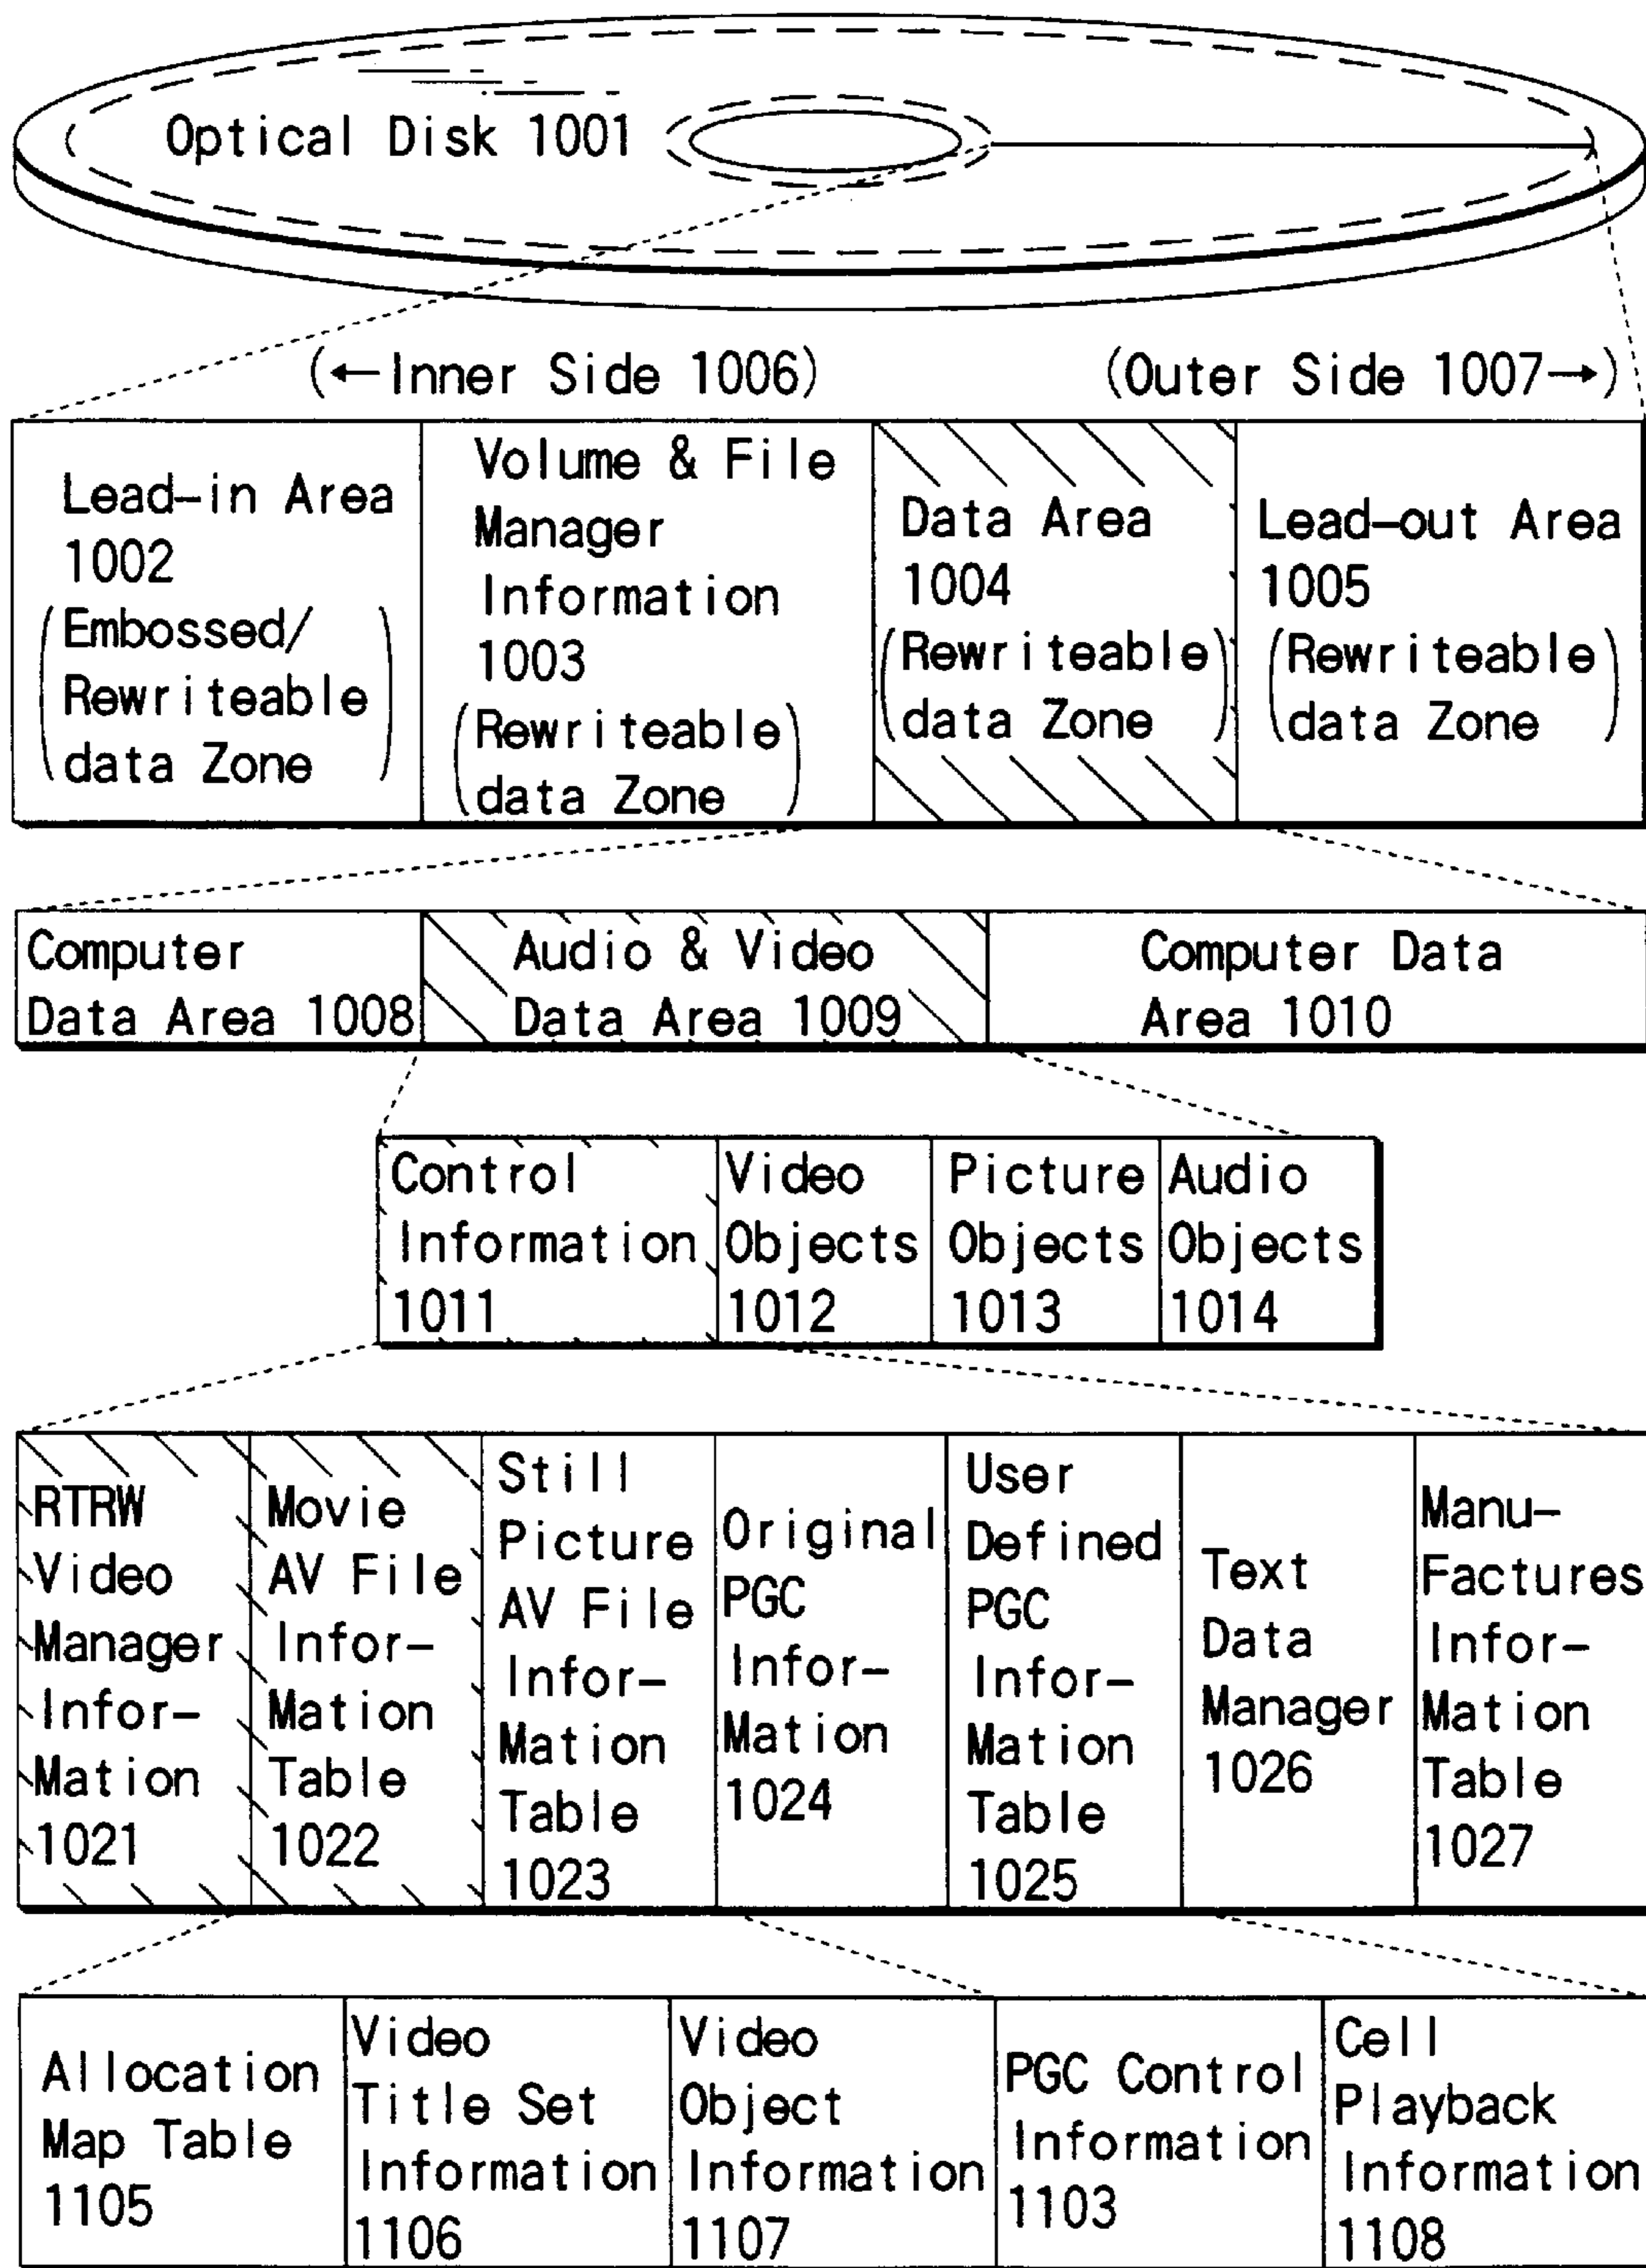 Optical Disk 1001
(←Inner Side 1006)
(Outer Side 1007→)
Lead-in Area
1002
(Embossed/
Rewriteable
data Zone)
Volume & File
Manager
Information
1003
(Rewriteable
data Zone)
Data Area
1004
(Rewriteable
data Zone)
Lead-out Area
1005
(Rewriteable
data Zone)
Computer
Data Area 1008
Audio & Video
Data Area 1009
Computer Data
Area 1010
Control
Information
1011
Video
Objects
1012
Picture
Objects
1013
Audio
Objects
1014
RTRW
Video
Manager
Infor-
Mation
1021
Movie
AV File
Infor-
Mation
Table
1022
Still
Picture
AV File
Infor-
Mation
Table
1023
Original
PGC
Infor-
Mation
1024
User
Defined
PGC
Infor-
Mation
Table
1025
Text
Data
Manager
1026
Manu-
Factures
Infor-
Mation
Table
1027
Allocation
Map Table
1105
Video
Title Set
Information
1106
Video
Object
Information
1107
PGC Control
Information
1103
Cell
Playback
Information
1108